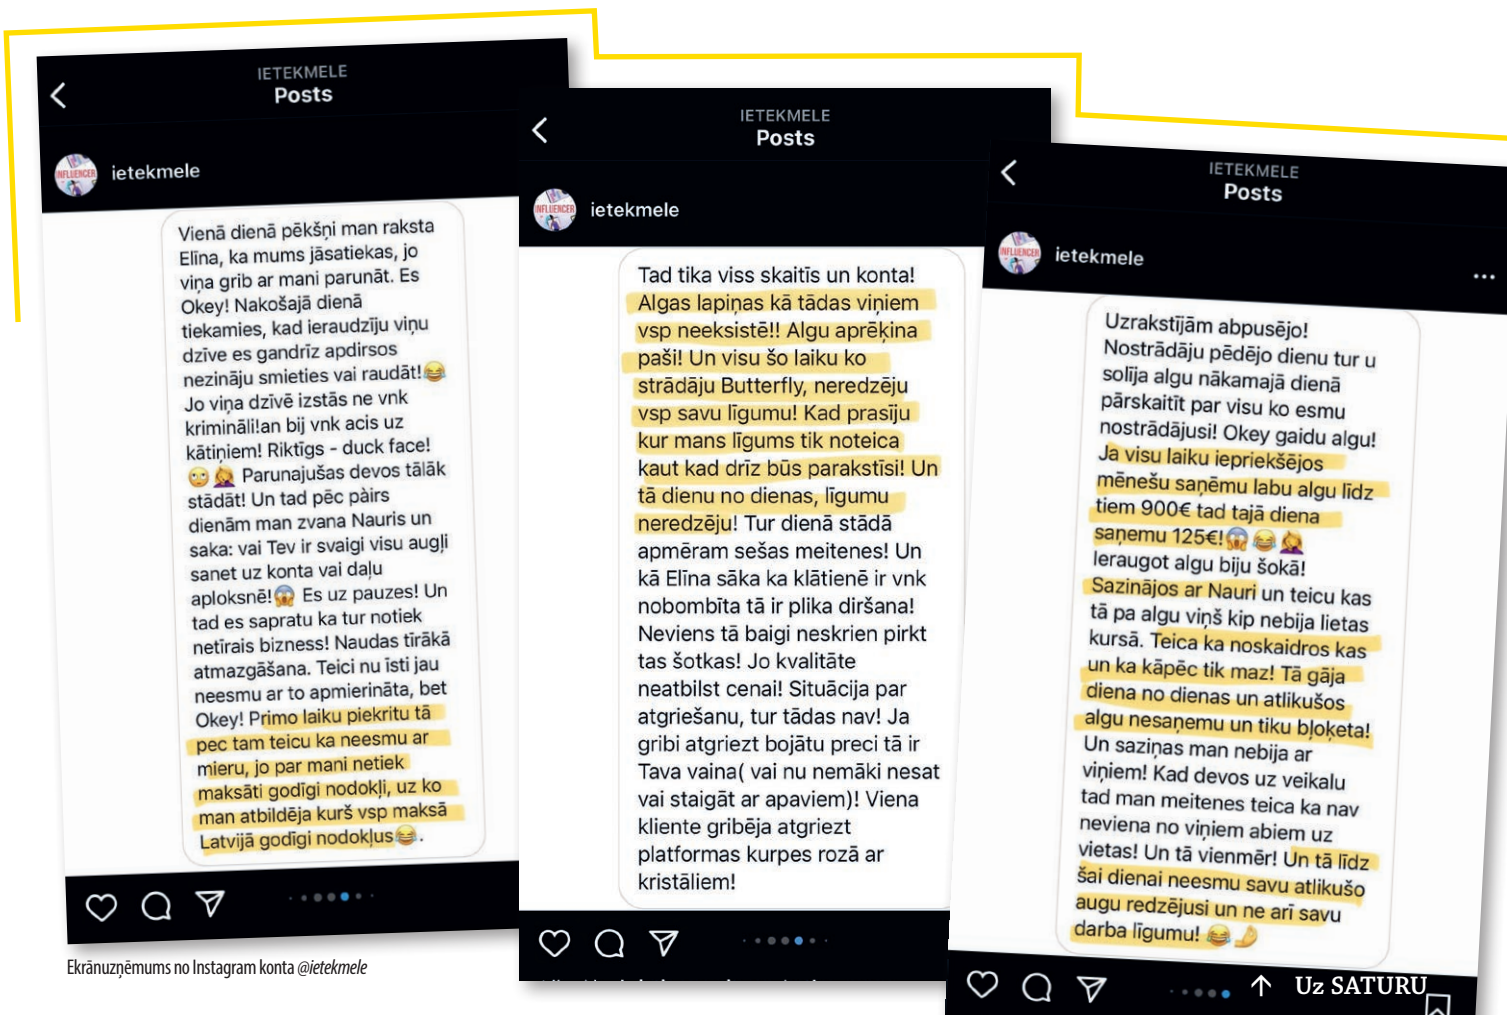 IETEKMELE
Posts
INFLUENCER
ietekmele
Vienā dienā pēkšņi man raksta
Elīna, ka mums jāsatiekas, jo
viņa grib ar mani parunāt. Es
Okey! Nakošajā dienā
tiekamies, kad ieraudzīju viņu
dzīve es gandrīz apdirsos
nezināju smieties vai raudāt!😂
Jo viņa dzīvē izstās ne vnk
krimināli!an bij vnk acis uz
kātiņiem! Riktīgs - duck face!
🙄🤦‍♀️ Parunajušas devos tālāk
stādāt! Un tad pēc pàirs
dienām man zvana Nauris un
saka: vai Tev ir svaigi visu augļi
sanet uz konta vai daļu
aploksnē!😱 Es uz pauzes! Un
tad es sapratu ka tur notiek
netīrais bizness! Naudas tīrākā
atmazgāšana. Teici nu īsti jau
neesmu ar to apmierināta, bet
Okey! Primo laiku piekritu tā
pec tam teicu ka neesmu ar
mieru, jo par mani netiek
maksāti godīgi nodokļi, uz ko
man atbildēja kurš vsp maksā
Latvijā godīgi nodokļus😂.
Ekrānuzņēmums no Instagram konta @ietekmele
IETEKMELE
Posts
INFLUENCER
ietekmele
Tad tika viss skaitīs un konta!
Algas lapiņas kā tādas viņiem
vsp neeksistē!! Algu aprēķina
paši! Un visu šo laiku ko
strādāju Butterfly, neredzēju
vsp savu līgumu! Kad prasīju
kur mans līgums tik noteica
kaut kad drīz būs parakstīsi! Un
tā dienu no dienas, līgumu
neredzēju! Tur dienā stādā
apmēram sešas meitenes! Un
kā Elīna sāka ka klātienē ir vnk
nobombīta tā ir plika diršana!
Neviens tā baigi neskrien pirkt
tas šotkas! Jo kvalitāte
neatbilst cenai! Situācija par
atgriešanu, tur tādas nav! Ja
gribi atgriezt bojātu preci tā ir
Tava vaina( vai nu nemāki nesat
vai staigāt ar apaviem)! Viena
kliente gribēja atgriezt
platformas kurpes rozā ar
kristāliem!
IETEKMELE
Posts
INFLUENCER
ietekmele
Uzrakstījām abpusējo!
Nostrādāju pēdējo dienu tur u
solīja algu nākamajā dienā
pārskaitīt par visu ko esmu
nostrādājusi! Okey gaidu algu!
Ja visu laiku iepriekšējos
mēnešu saņēmu labu algu līdz
tiem 900€ tad tajā diena
saņemu 125€!😱😂🤦‍♀️
Ieraugot algu biju šokā!
Sazinājos ar Nauri un teicu kas
tā pa algu viņš kip nebija lietas
kursā. Teica ka noskaidros kas
un ka kāpēc tik maz! Tā gāja
diena no dienas un atlikušos
algu nesaņemu un tiku bļoķeta!
Un saziņas man nebija ar
viņiem! Kad devos uz veikalu
tad man meitenes teica ka nav
neviena no viņiem abiem uz
vietas! Un tā vienmēr! Un tā līdz
šai dienai neesmu savu atlikušo
augu redzējusi un ne arī savu
darba līgumu! 😂🤌
Uz SATURU